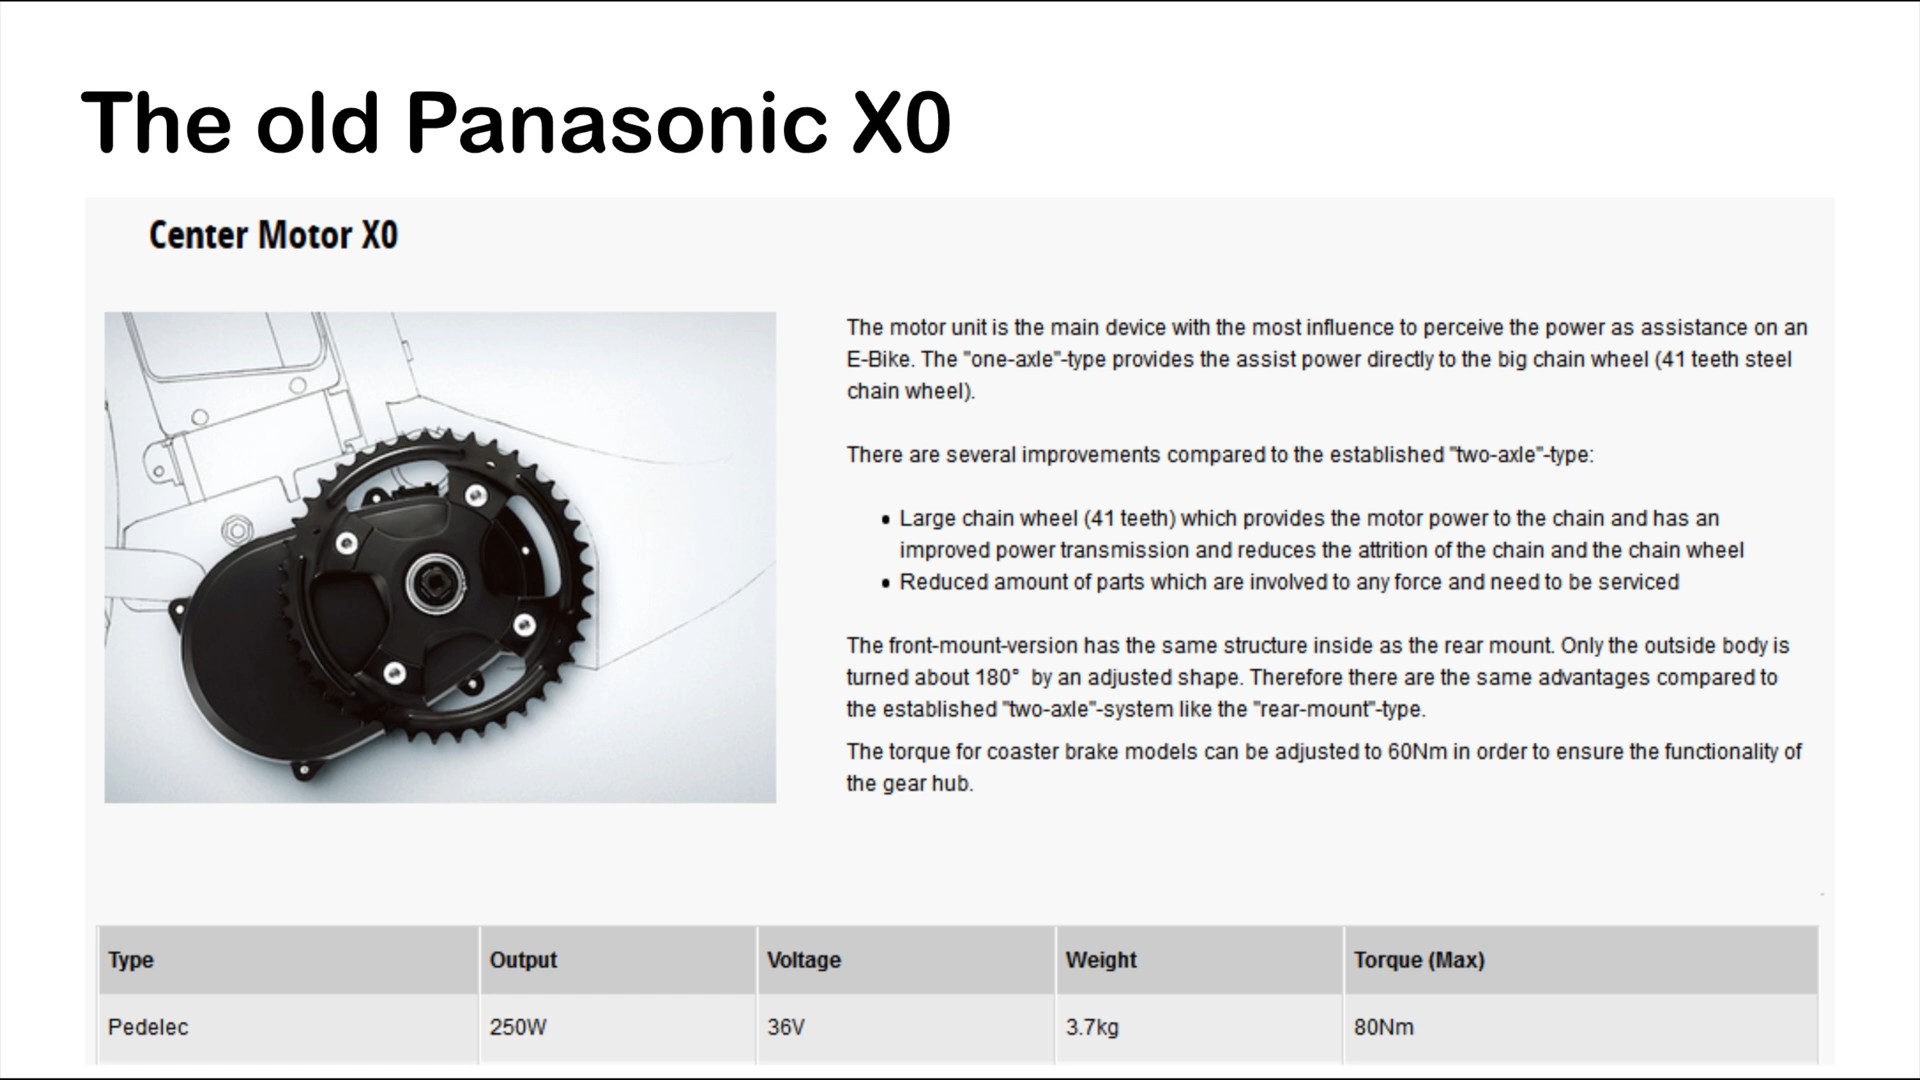 The old Panasonic X0
Center Motor X0
The motor unit is the main device with the most influence to perceive the power as assistance on an
E-Bike. The "one-axle"-type provides the assist power directly to the big chain wheel (41 teeth steel
chain wheel).
There are several improvements compared to the established "two-axle"-type:
• Large chain wheel (41 teeth) which provides the motor power to the chain and has an
improved power transmission and reduces the attrition of the chain and the chain wheel
• Reduced amount of parts which are involved to any force and need to be serviced
The front-mount-version has the same structure inside as the rear mount. Only the outside body is
turned about 180° by an adjusted shape. Therefore there are the same advantages compared to
the established "two-axle"-system like the "rear-mount"-type.
The torque for coaster brake models can be adjusted to 60Nm in order to ensure the functionality of
the gear hub.
Type Output Voltage Weight Torque (Max)
Pedelec 250W 36V 3.7kg 80Nm